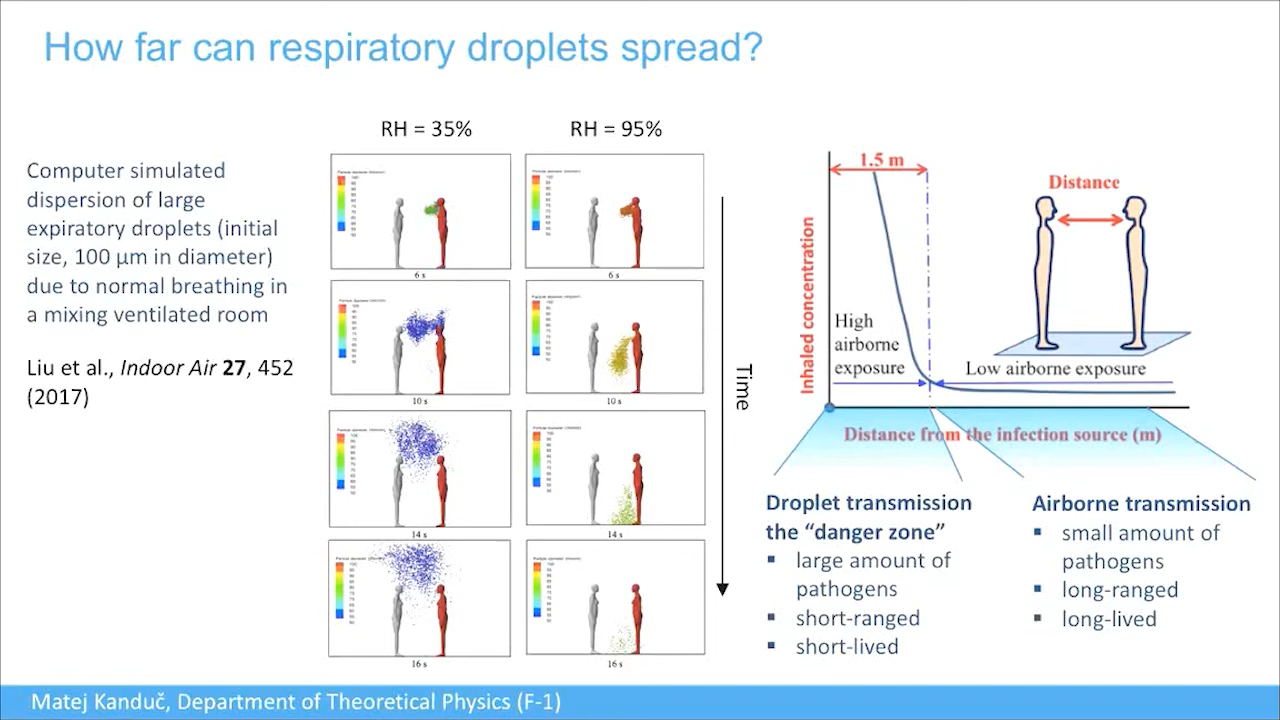 How far can respiratory droplets spread?
Computer simulated
dispersion of large
expiratory droplets (initial
size, 100 µm in diameter)
due to normal breathing in
a mixing ventilated room
Liu et al., Indoor Air 27, 452
(2017)
RH = 35%
RH = 95%
6 s
6 s
10 s
10 s
14 s
14 s
16 s
16 s
Time
1.5 m
Distance
Inhaled concentration
High
airborne
exposure
Low airborne exposure
Distance from the infection source (m)
Droplet transmission
the “danger zone”
▪ large amount of
pathogens
▪ short-ranged
▪ short-lived
Airborne transmission
▪ small amount of
pathogens
▪ long-ranged
▪ long-lived
Matej Kanduč, Department of Theoretical Physics (F-1)